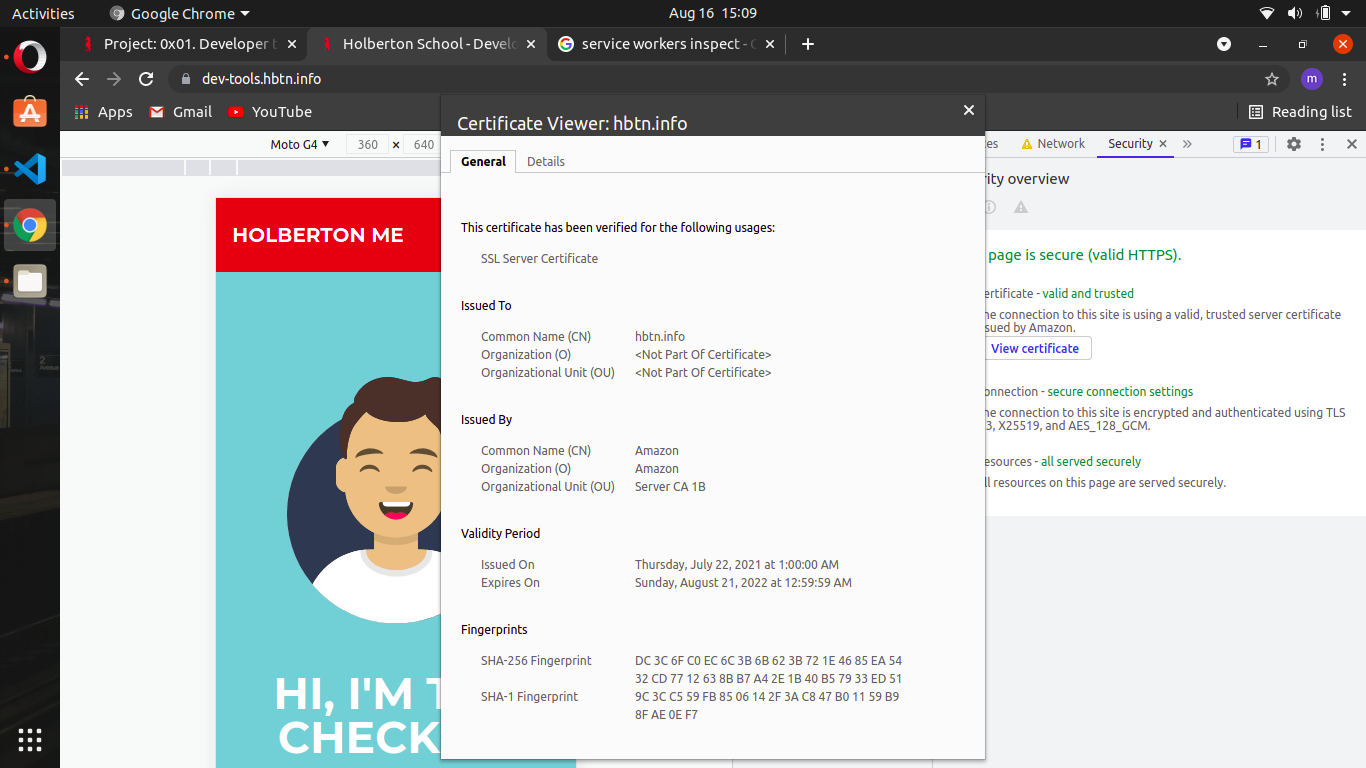 Activities
Google Chrome
Aug 16 15:09
Project: 0x01. Developer t
Holberton School - Develo
service workers inspect - G
dev-tools.hbtn.info
m
Apps
Gmail
YouTube
Reading list
Moto G4
360
×
640
Network
Security
1
Certificate Viewer: hbtn.info
General
Details
This certificate has been verified for the following usages:
SSL Server Certificate
Issued To
Common Name (CN) hbtn.info
Organization (O) <Not Part Of Certificate>
Organizational Unit (OU) <Not Part Of Certificate>
Issued By
Common Name (CN) Amazon
Organization (O) Amazon
Organizational Unit (OU) Server CA 1B
Validity Period
Issued On Thursday, July 22, 2021 at 1:00:00 AM
Expires On Sunday, August 21, 2022 at 12:59:59 AM
Fingerprints
SHA-256 Fingerprint DC 3C 6F C0 EC 6C 3B 6B 62 3B 72 1E 46 85 EA 54
32 CD 77 12 63 8B B7 A4 2E 1B 40 B5 79 33 ED 51
SHA-1 Fingerprint 9C 3C C5 59 FB 85 06 14 2F 3A C8 47 B0 11 59 B9
8F AE 0E F7
HOLBERTON ME
HI, I'M T
CHECK
rity overview
page is secure (valid HTTPS).
ertificate - valid and trusted
he connection to this site is using a valid, trusted server certificate
ssued by Amazon.
View certificate
onnection - secure connection settings
he connection to this site is encrypted and authenticated using TLS
3, X25519, and AES_128_GCM.
esources - all served securely
ll resources on this page are served securely.